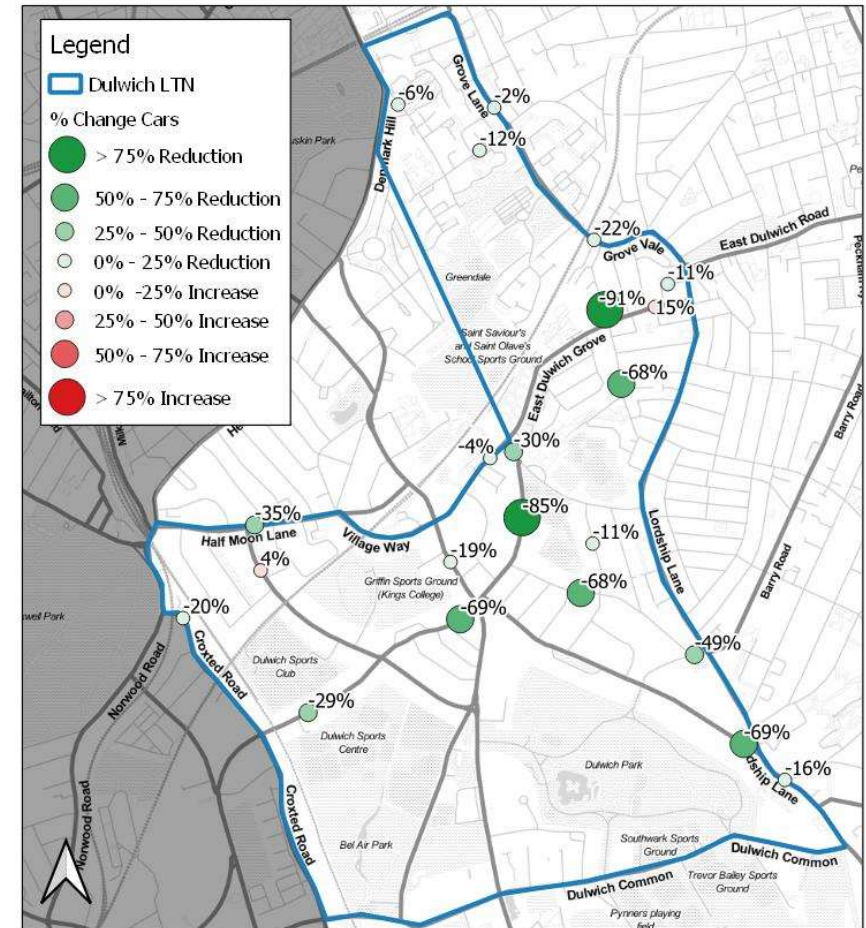 Legend
Dulwich LTN
% Change Cars
> 75% Reduction
50% - 75% Reduction
25% - 50% Reduction
0% - 25% Reduction
0% -25% Increase
25% - 50% Increase
50% - 75% Increase
> 75% Increase
-6%
Grove Lane
-2%
-12%
Denmark Hill
-22%
Grove Vale
East Dulwich Road
-11%
Greendale
-91%
15%
Saint Saviour's
and Saint Olave's
School Sports Ground
East Dulwich Grove
-68%
Barry Road
-4%
-30%
-85%
-35%
Half Moon Lane
Village Way
-11%
Lordship Lane
4%
-19%
Griffin Sports Ground
(Kings College)
-68%
-69%
Barry Road
-20%
Croxted Road
Norwood Road
Dulwich Sports
Club
-49%
-29%
Dulwich Sports
Centre
-69%
Dulwich Park
-16%
dship Lane
Norwood Road
Croxted Road
Bel Air Park
Southwark Sports
Ground
Dulwich Common
Dulwich Common
Trevor Bailey Sports
Ground
Pynners playing
field